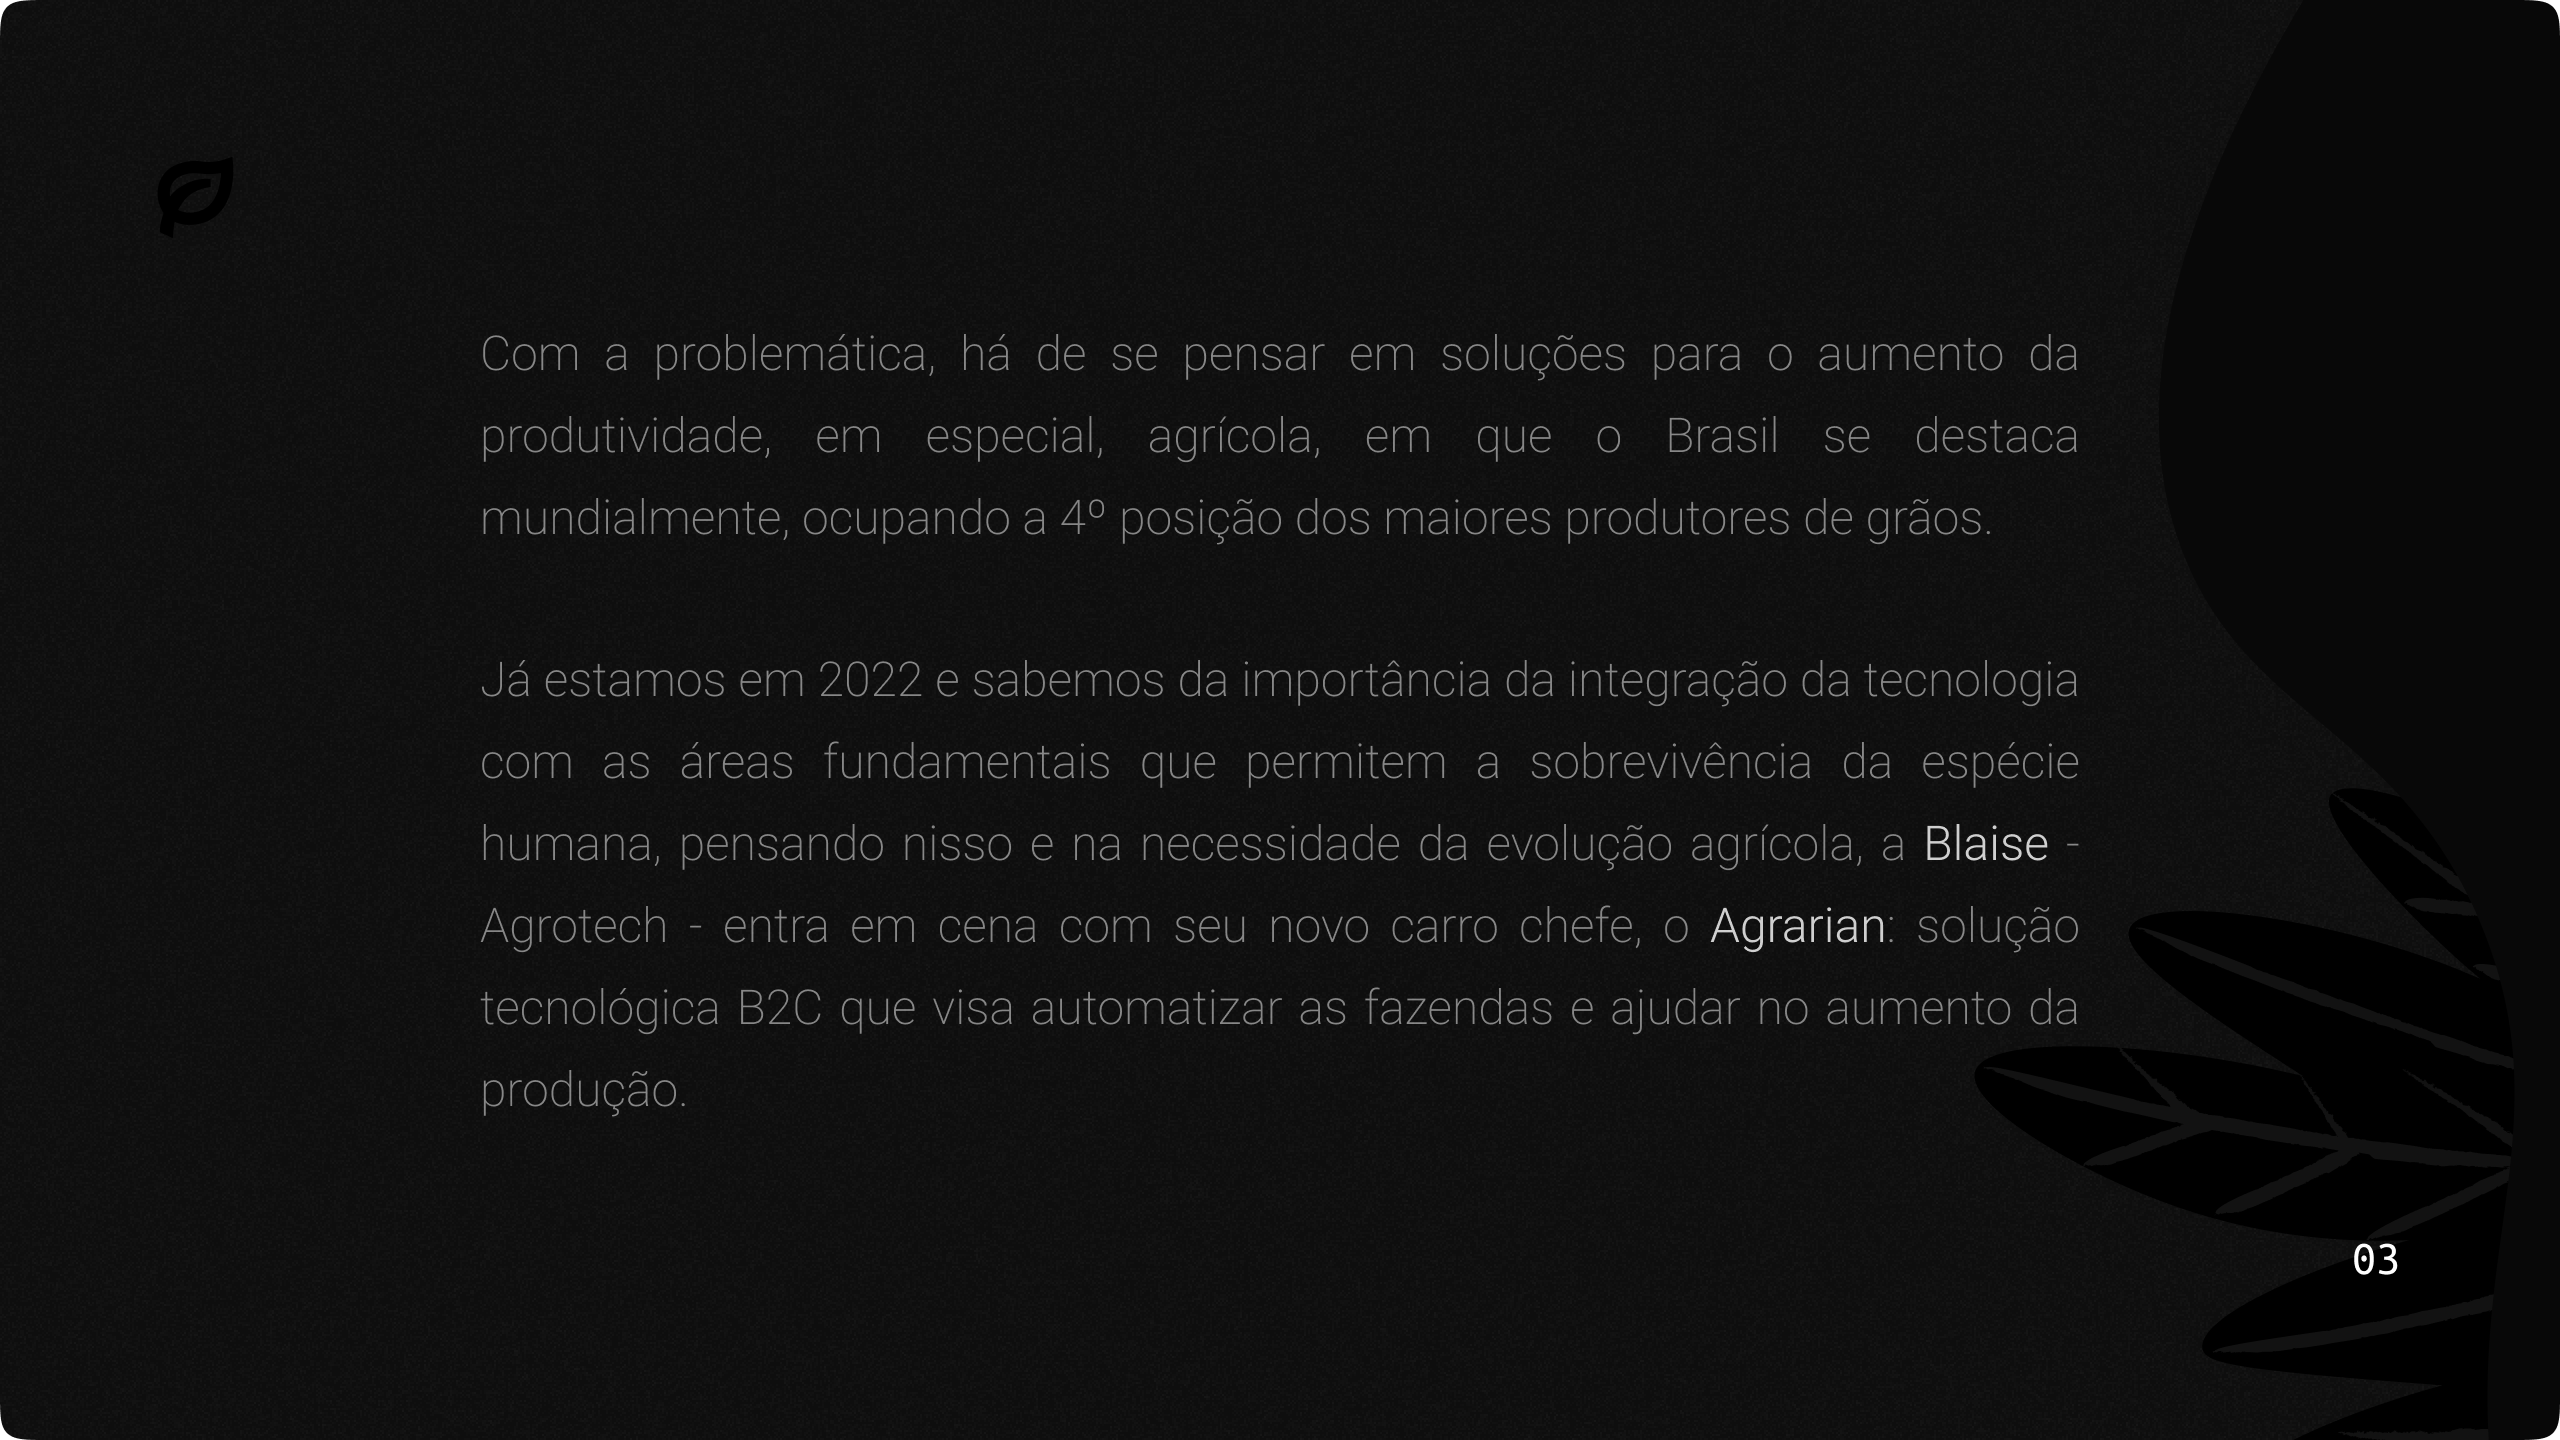 Com a problemática, há de se pensar em soluções para o aumento da
produtividade, em especial, agrícola, em que o Brasil se destaca
mundialmente, ocupando a 4º posição dos maiores produtores de grãos.
Já estamos em 2022 e sabemos da importância da integração da tecnologia
com as áreas fundamentais que permitem a sobrevivência da espécie
humana, pensando nisso e na necessidade da evolução agrícola, a Blaise -
Agrotech - entra em cena com seu novo carro chefe, o Agrarian: solução
tecnológica B2C que visa automatizar as fazendas e ajudar no aumento da
produção.
03